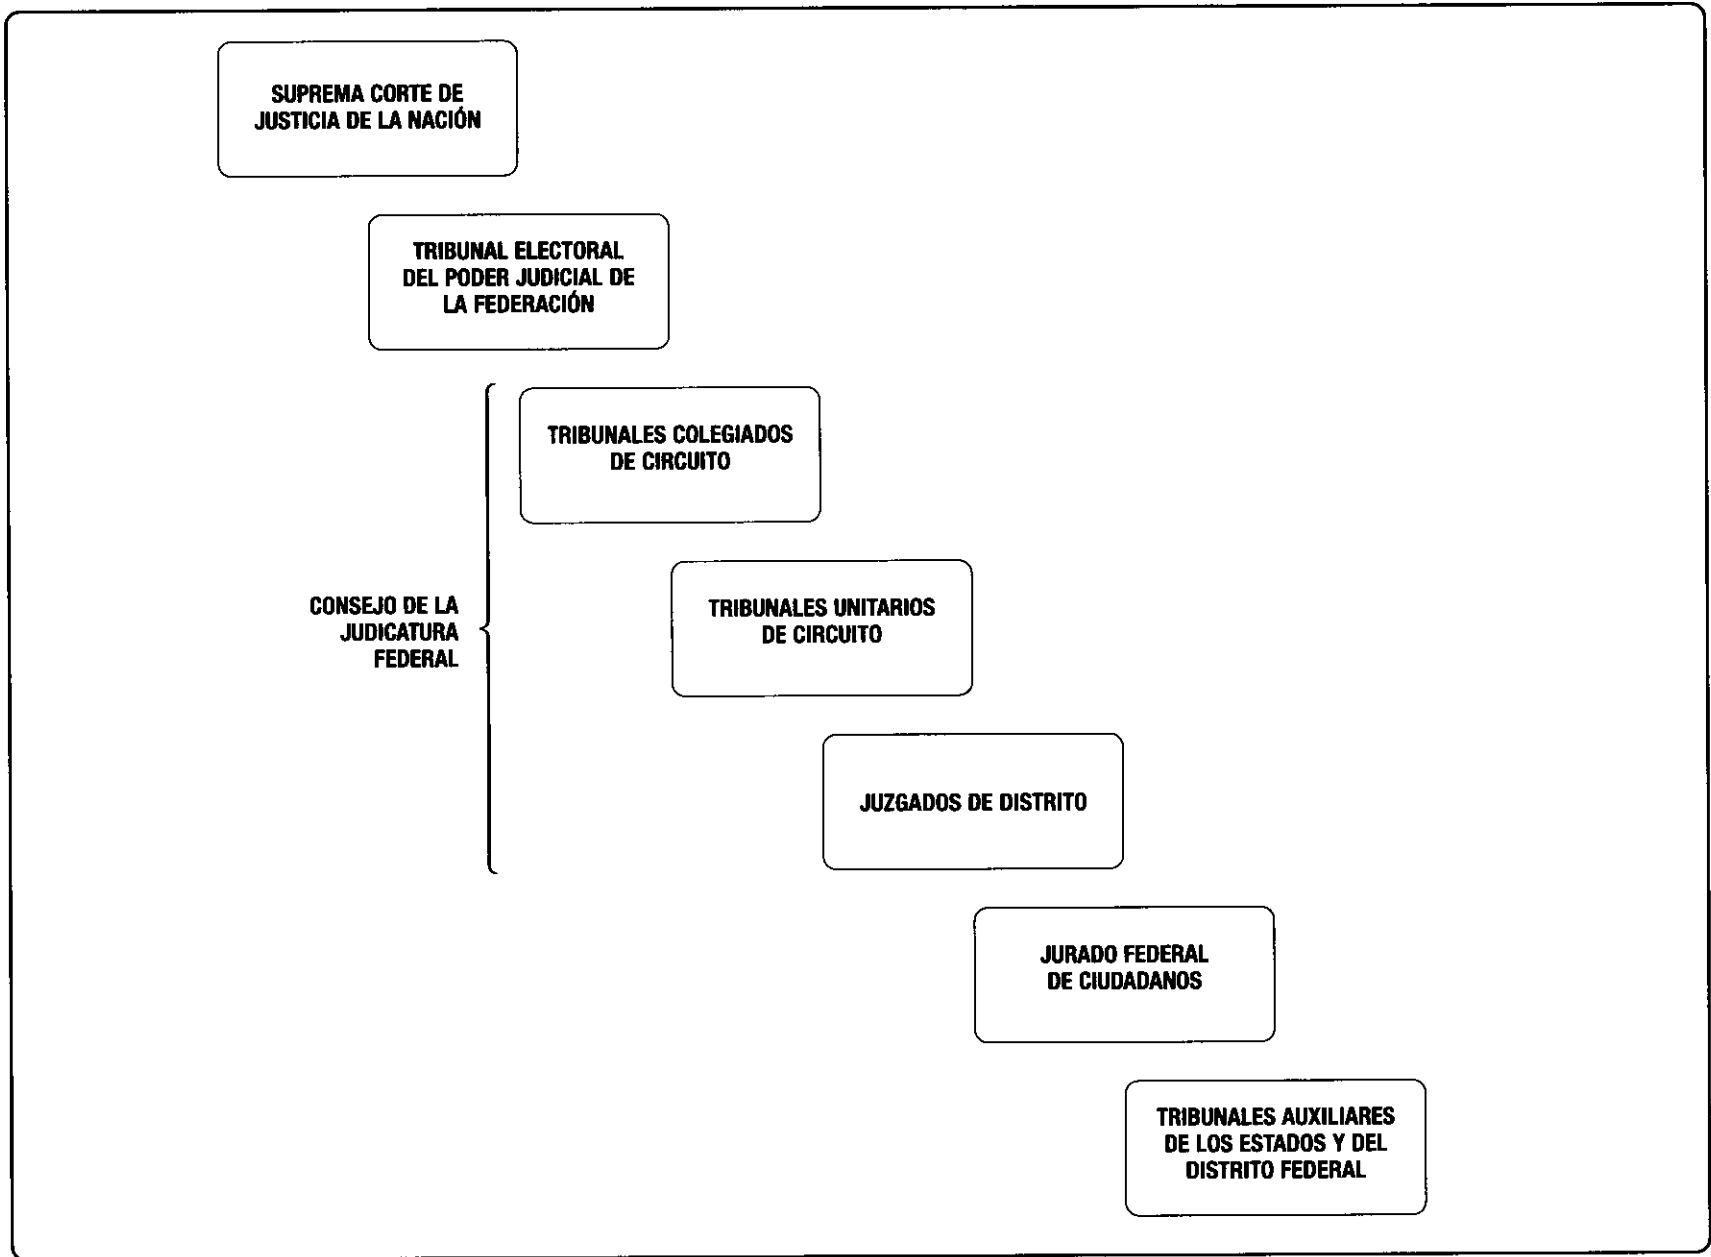 SUPREMA CORTE DE
JUSTICIA DE LA NACIÓN
TRIBUNAL ELECTORAL
DEL PODER JUDICIAL DE
LA FEDERACIÓN
TRIBUNALES COLEGIADOS
DE CIRCUITO
CONSEJO DE LA
JUDICATURA
FEDERAL
TRIBUNALES UNITARIOS
DE CIRCUITO
JUZGADOS DE DISTRITO
JURADO FEDERAL
DE CIUDADANOS
TRIBUNALES AUXILIARES
DE LOS ESTADOS Y DEL
DISTRITO FEDERAL